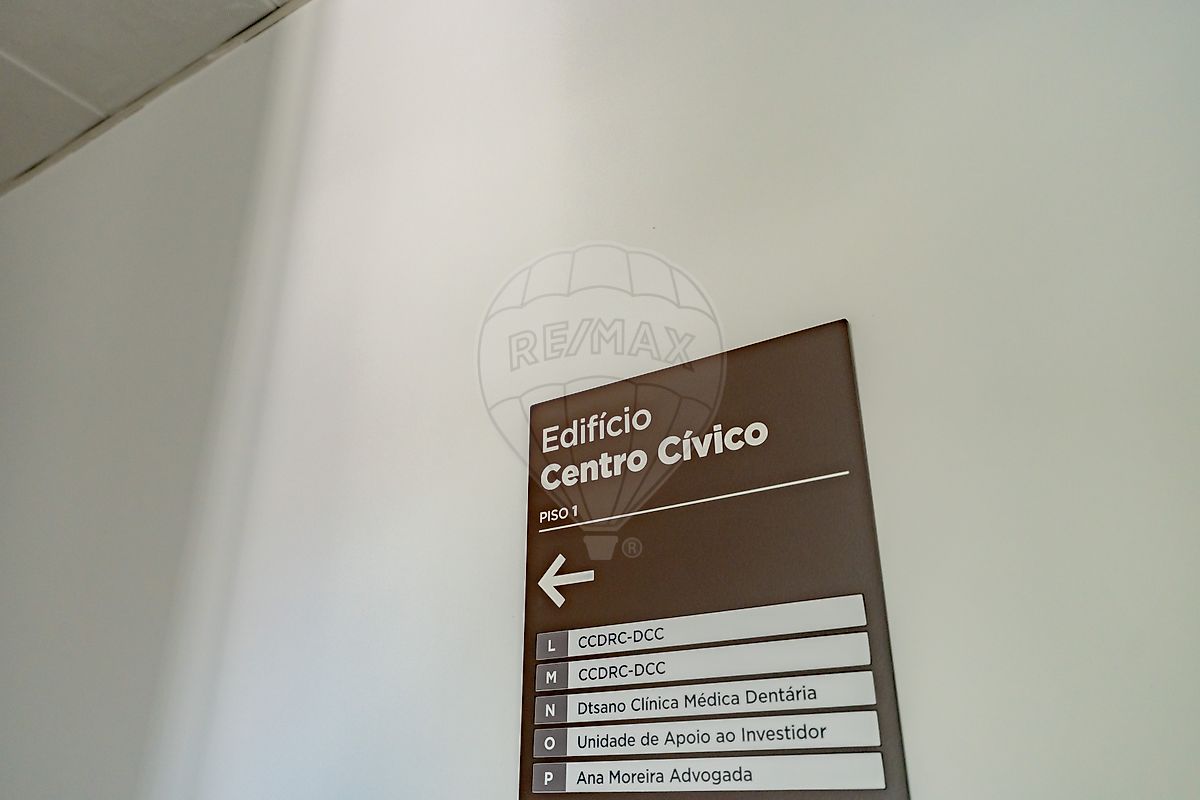 RE/MAX
®
Edifício
Centro Cívico
PISO 1
L CCDRC-DCC
M CCDRC-DCC
N Dtsano Clínica Médica Dentária
O Unidade de Apoio ao Investidor
P Ana Moreira Advogada